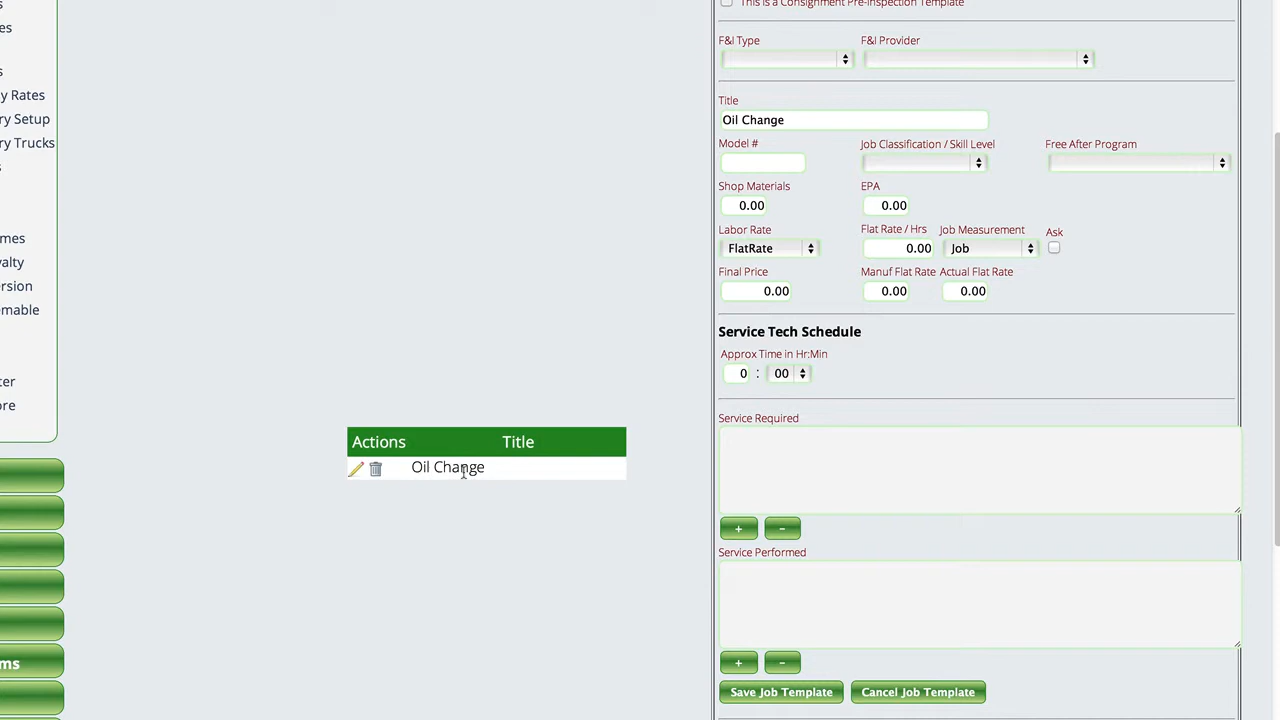 s
es
s
y Rates
ry Setup
ry Trucks
s
mes
yalty
ersion
emable
ter
ore
ms
This is a Consignment Pre-Inspection Template
F&I Type F&I Provider
Title
Oil Change
Model # Job Classification / Skill Level Free After Program
Shop Materials EPA
0.00 0.00
Labor Rate Flat Rate / Hrs Job Measurement Ask
FlatRate 0.00 Job
Final Price Manuf Flat Rate Actual Flat Rate
0.00 0.00 0.00
Service Tech Schedule
Approx Time in Hr:Min
0 : 00
Service Required
+ -
Service Performed
+ -
Save Job Template Cancel Job Template
Actions Title
Oil Change